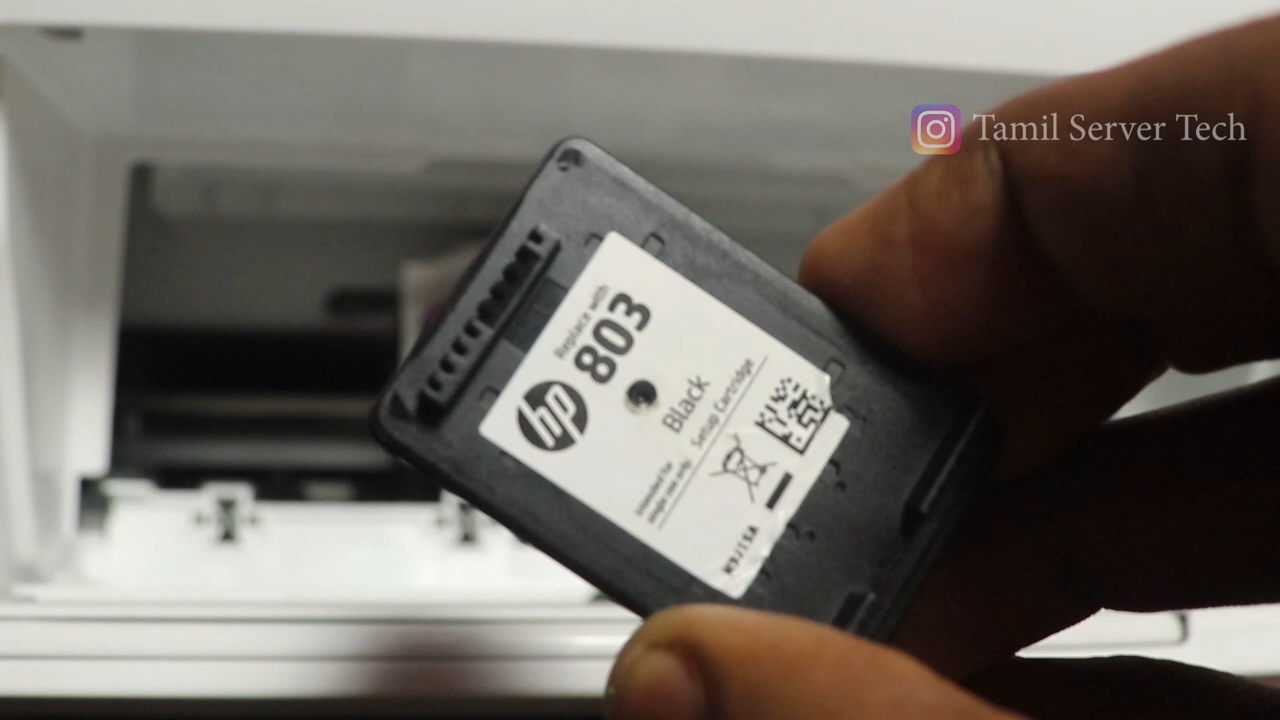 Tamil Server Tech
Replace with
hp 803
Black
Setup Cartridge
Intended for
single use only.